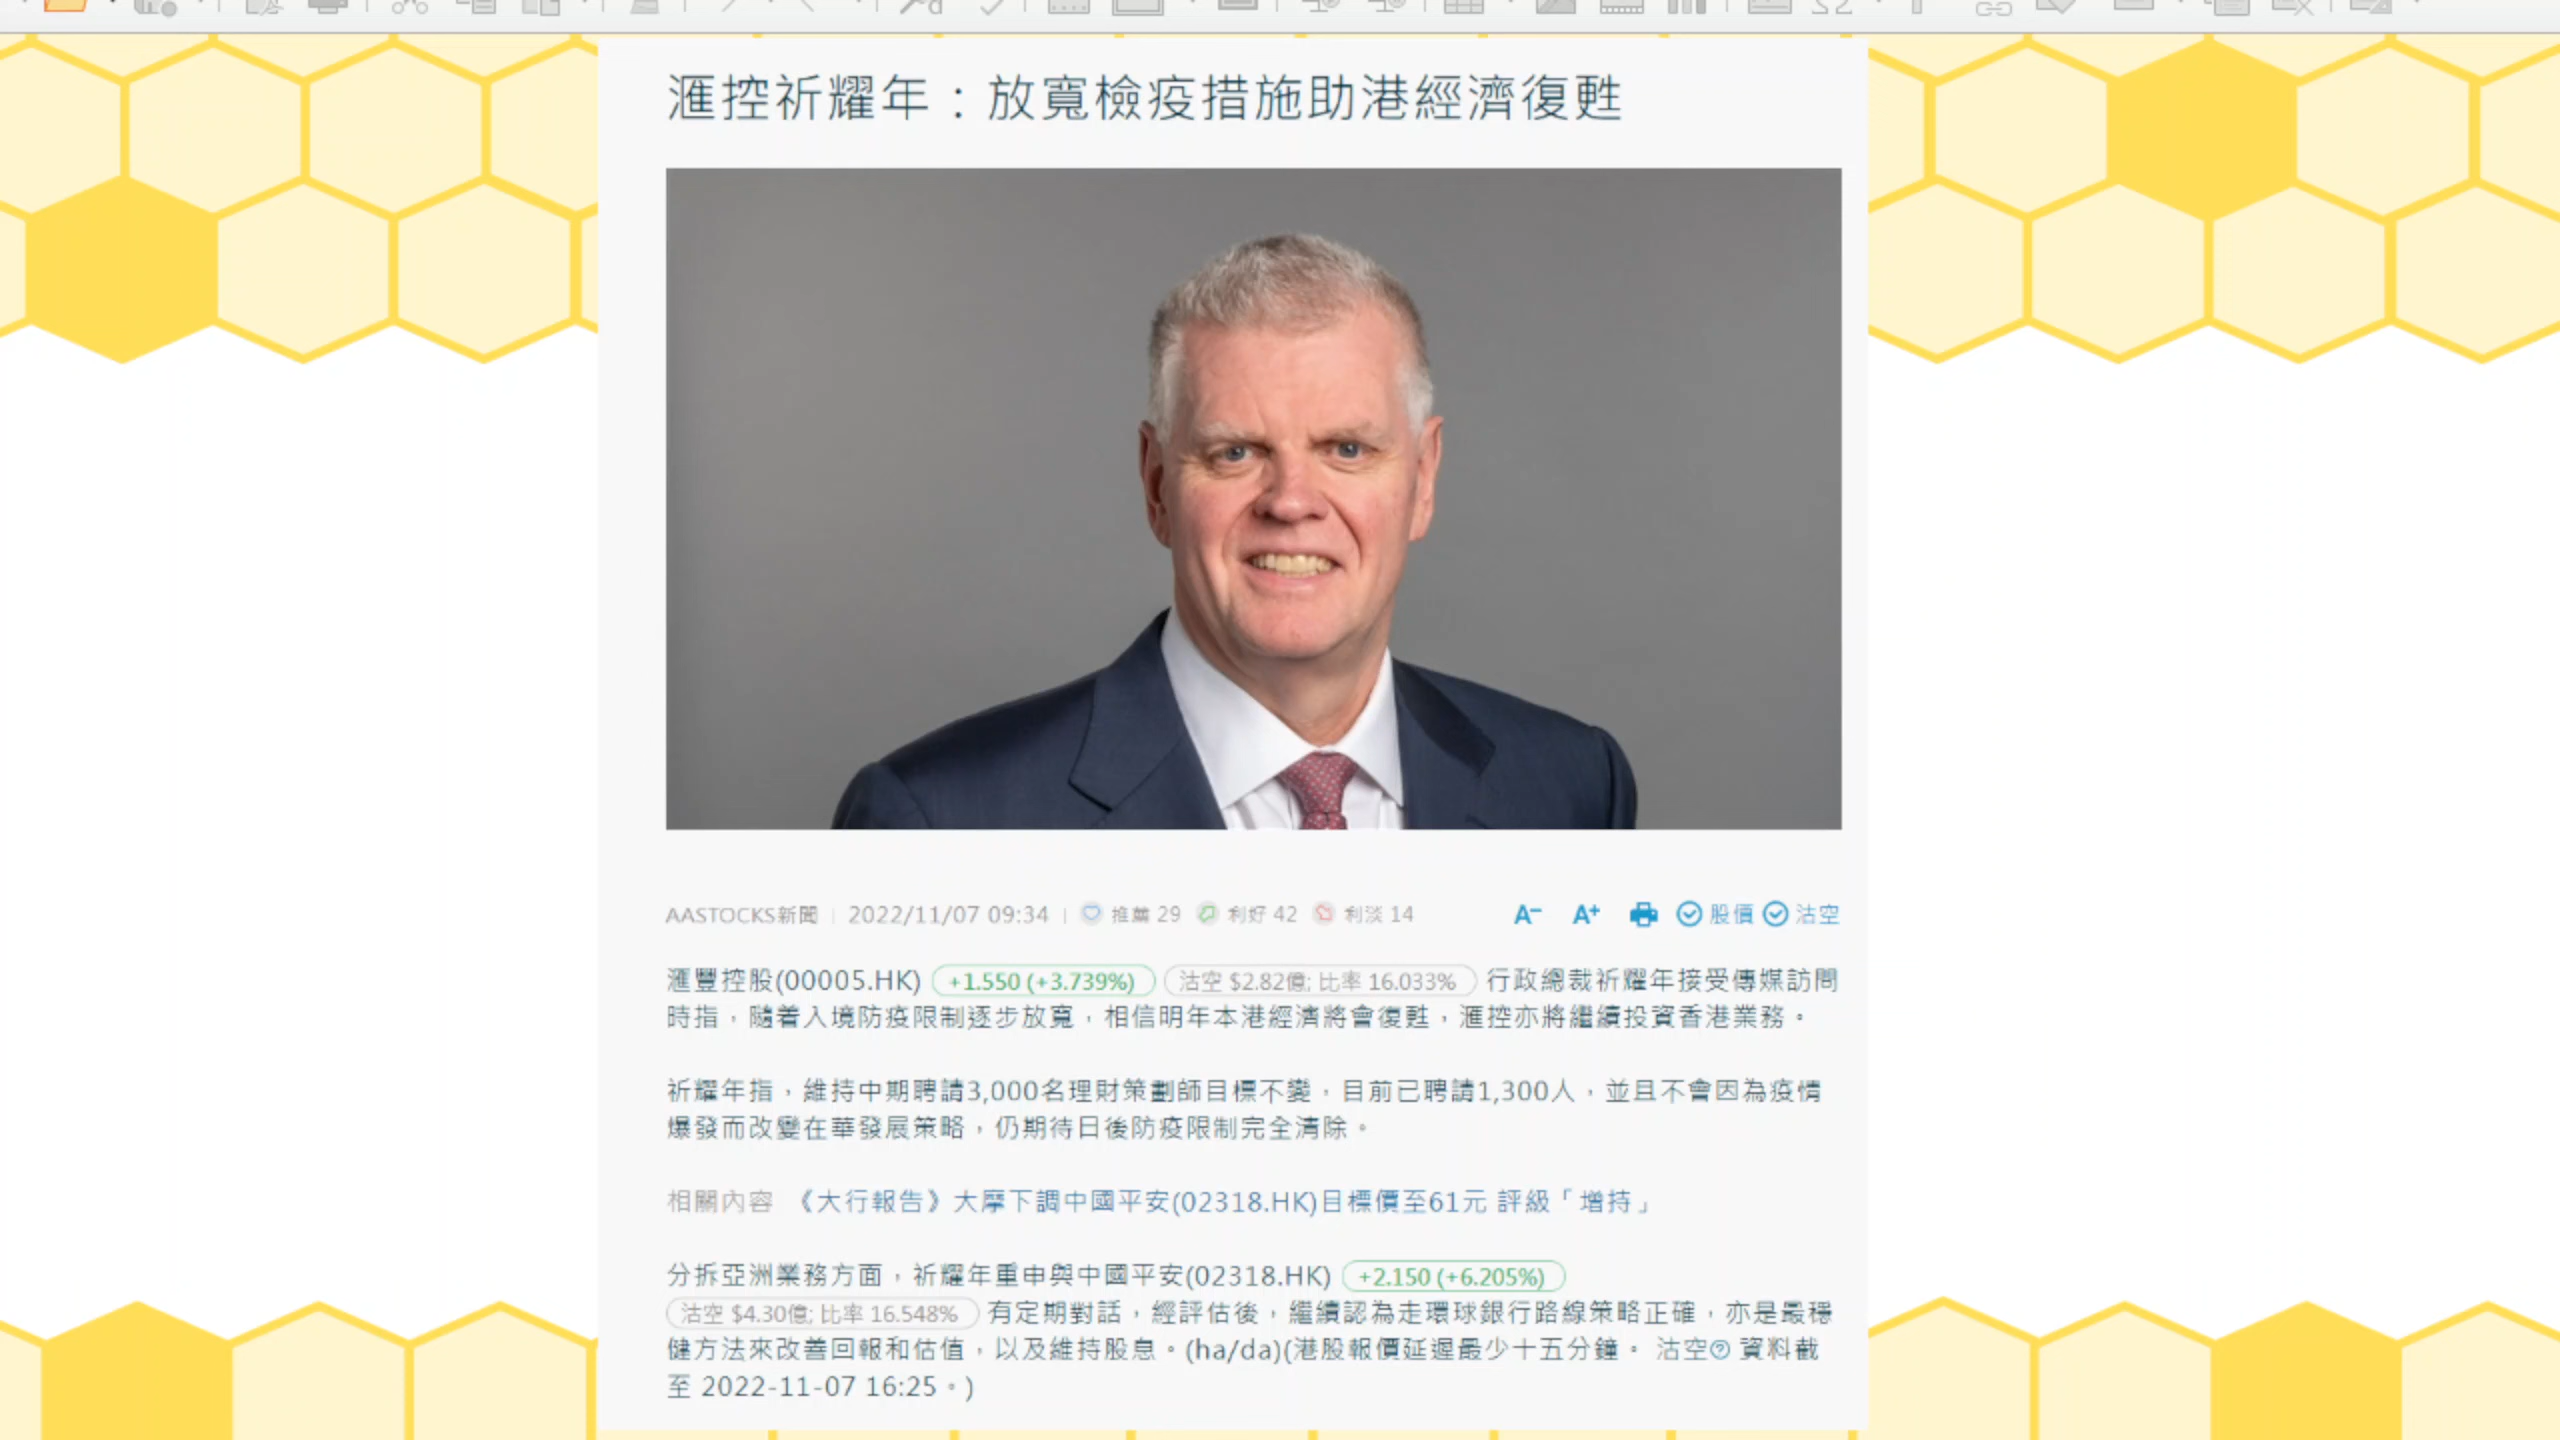 滙控祈耀年：放寬檢疫措施助港經濟復甦
AASTOCKS新聞 | 2022/11/07 09:34 | 推薦 29 利好 42 利淡 14 A− A+ 股價 沽空
滙豐控股(00005.HK) +1.550 (+3.739%) 沽空 $2.82億; 比率 16.033% 行政總裁祈耀年接受傳媒訪問
時指，隨着入境防疫限制逐步放寬，相信明年本港經濟將會復甦，滙控亦將繼續投資香港業務。
祈耀年指，維持中期聘請3,000名理財策劃師目標不變，目前已聘請1,300人，並且不會因為疫情
爆發而改變在華發展策略，仍期待日後防疫限制完全清除。
相關內容 《大行報告》大摩下調中國平安(02318.HK)目標價至61元 評級「增持」
分拆亞洲業務方面，祈耀年重申與中國平安(02318.HK) +2.150 (+6.205%)
沽空 $4.30億; 比率 16.548% 有定期對話，經評估後，繼續認為走環球銀行路線策略正確，亦是最穩
健方法來改善回報和估值，以及維持股息。(ha/da)(港股報價延遲最少十五分鐘。 沽空? 資料截
至 2022-11-07 16:25。)